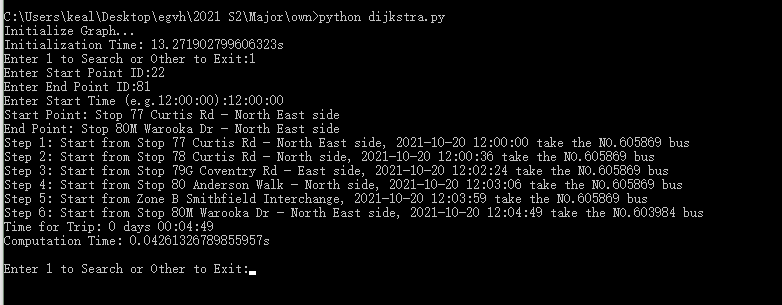 C:\Users\keal\Desktop\egvh\2021 S2\Major\own>python dijkstra.py
Initialize Graph...
Initialization Time: 13.271902799606323s
Enter 1 to Search or Other to Exit:1
Enter Start Point ID:22
Enter End Point ID:81
Enter Start Time (e.g.12:00:00):12:00:00
Start Point: Stop 77 Curtis Rd - North East side
End Point: Stop 80M Warooka Dr - North East side
Step 1: Start from Stop 77 Curtis Rd - North East side, 2021-10-20 12:00:00 take the NO.605869 bus
Step 2: Start from Stop 78 Curtis Rd - North side, 2021-10-20 12:00:36 take the NO.605869 bus
Step 3: Start from Stop 79G Coventry Rd - East side, 2021-10-20 12:02:24 take the NO.605869 bus
Step 4: Start from Stop 80 Anderson Walk - North side, 2021-10-20 12:03:06 take the NO.605869 bus
Step 5: Start from Zone B Smithfield Interchange, 2021-10-20 12:03:59 take the NO.605869 bus
Step 6: Start from Stop 80M Warooka Dr - North East side, 2021-10-20 12:04:49 take the NO.603984 bus
Time for Trip: 0 days 00:04:49
Computation Time: 0.04261326789855957s
Enter 1 to Search or Other to Exit: